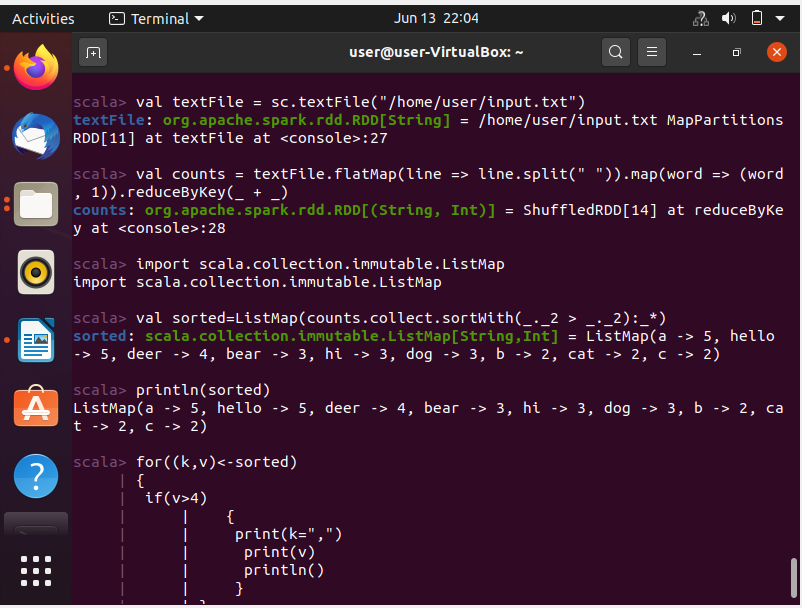 Activities
Terminal
Jun 13 22:04
user@user-VirtualBox: ~
scala> val textFile = sc.textFile("/home/user/input.txt")
textFile: org.apache.spark.rdd.RDD[String] = /home/user/input.txt MapPartitions
RDD[11] at textFile at <console>:27
scala> val counts = textFile.flatMap(line => line.split(" ")).map(word => (word
, 1)).reduceByKey(_ + _)
counts: org.apache.spark.rdd.RDD[(String, Int)] = ShuffledRDD[14] at reduceByKe
y at <console>:28
scala> import scala.collection.immutable.ListMap
import scala.collection.immutable.ListMap
scala> val sorted=ListMap(counts.collect.sortWith(_._2 > _._2):_*)
sorted: scala.collection.immutable.ListMap[String,Int] = ListMap(a -> 5, hello
-> 5, deer -> 4, bear -> 3, hi -> 3, dog -> 3, b -> 2, cat -> 2, c -> 2)
scala> println(sorted)
ListMap(a -> 5, hello -> 5, deer -> 4, bear -> 3, hi -> 3, dog -> 3, b -> 2, ca
t -> 2, c -> 2)
scala> for((k,v)<-sorted)
| {
| if(v>4)
| | {
| | print(k=",")
| | print(v)
| | println()
| | }